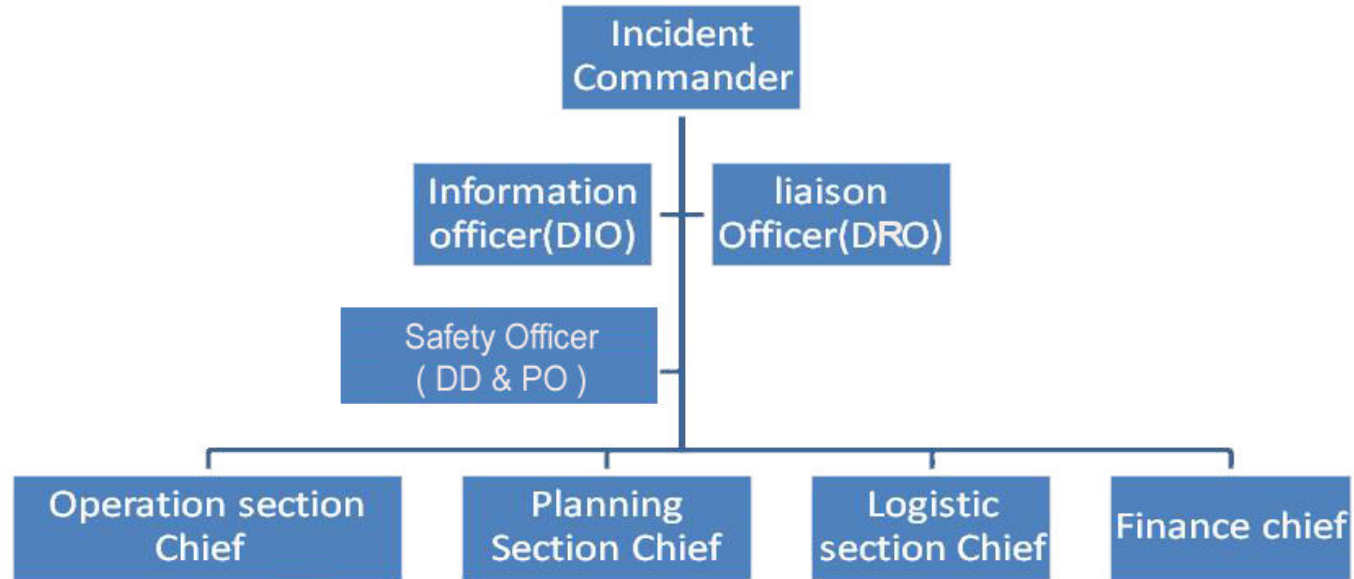 Incident
Commander
Information
officer(DIO)
liaison
Officer(DRO)
Safety Officer
( DD & PO )
Operation section
Chief
Planning
Section Chief
Logistic
section Chief
Finance chief